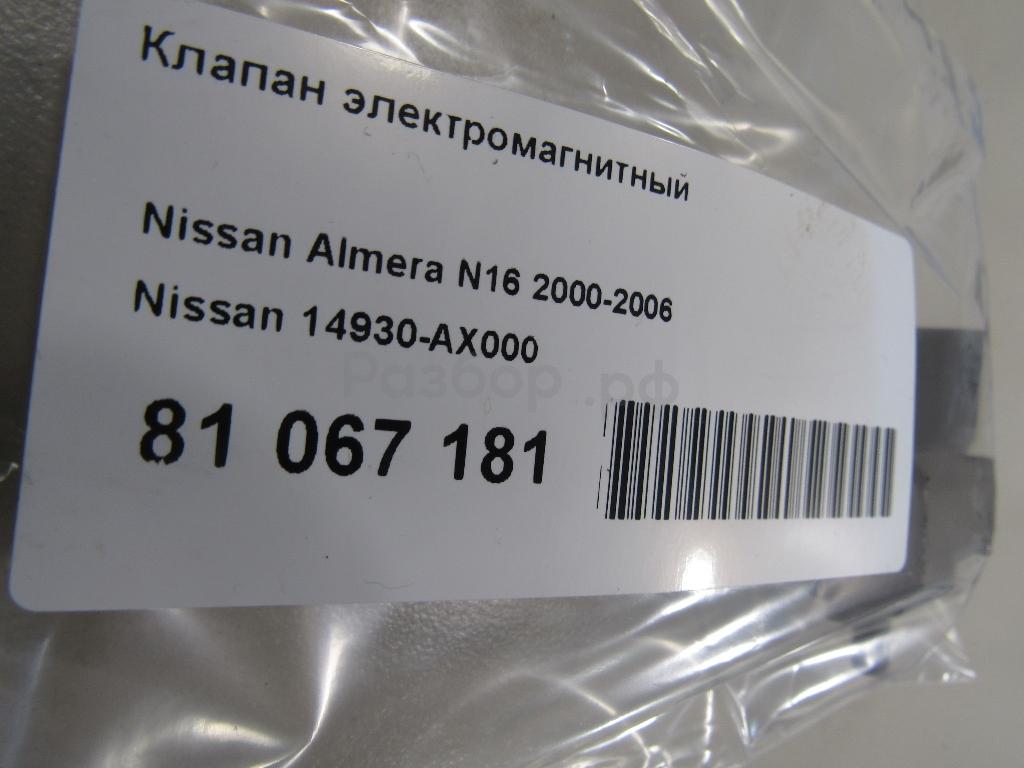 Клапан электромагнитный
Nissan Almera N16 2000-2006
Nissan 14930-AX000
Разбор.рф
81 067 181